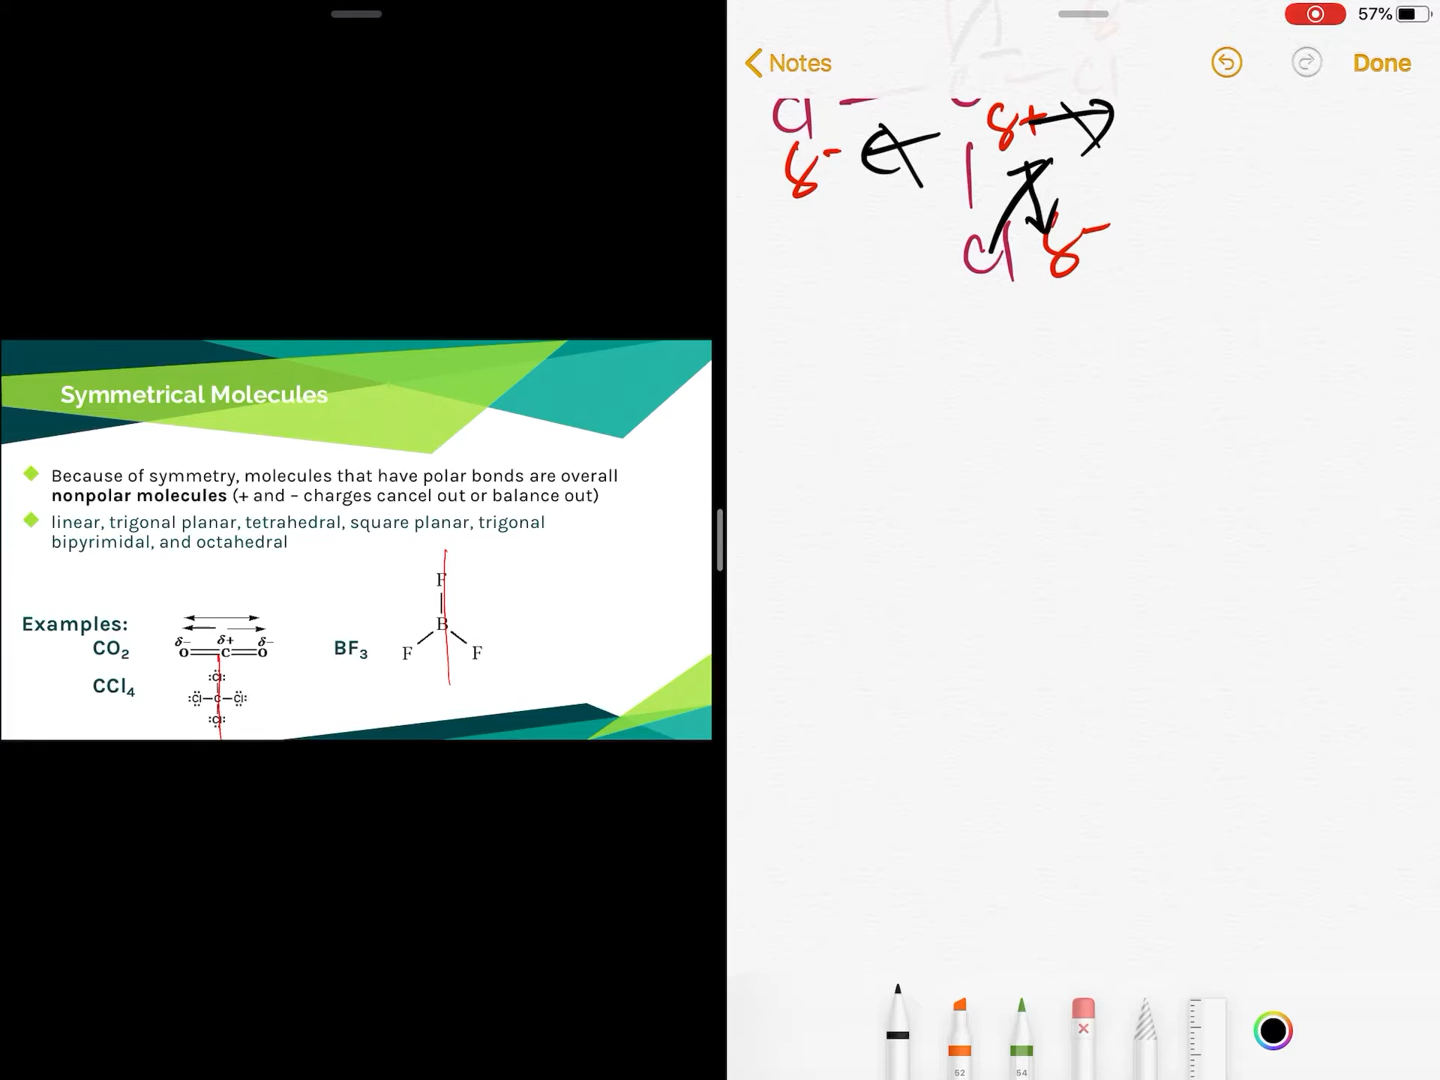 57%
Notes
Done
Cl
δ+
δ-
Cl δ-
Symmetrical Molecules
Because of symmetry, molecules that have polar bonds are overall
nonpolar molecules (+ and – charges cancel out or balance out)
linear, trigonal planar, tetrahedral, square planar, trigonal
bipyrimidal, and octahedral
F
Examples:
B
δ– δ+ δ–
CO₂ O=C=O BF₃ F F
:Cl:
CCl₄ :Cl–C–Cl:
:Cl:
52 54